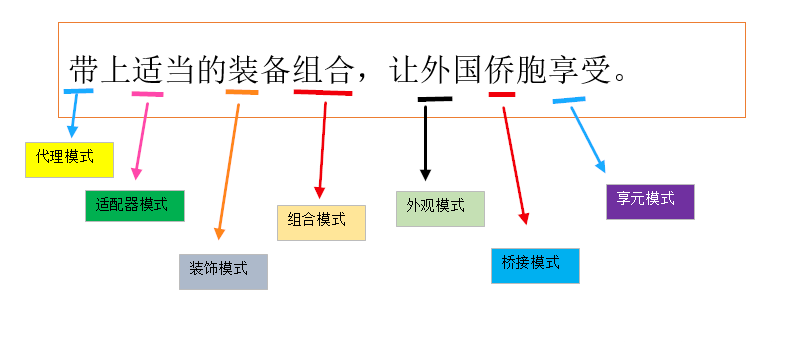 带上适当的装备组合，让外国侨胞享受。
代理模式
适配器模式
装饰模式
组合模式
外观模式
桥接模式
享元模式